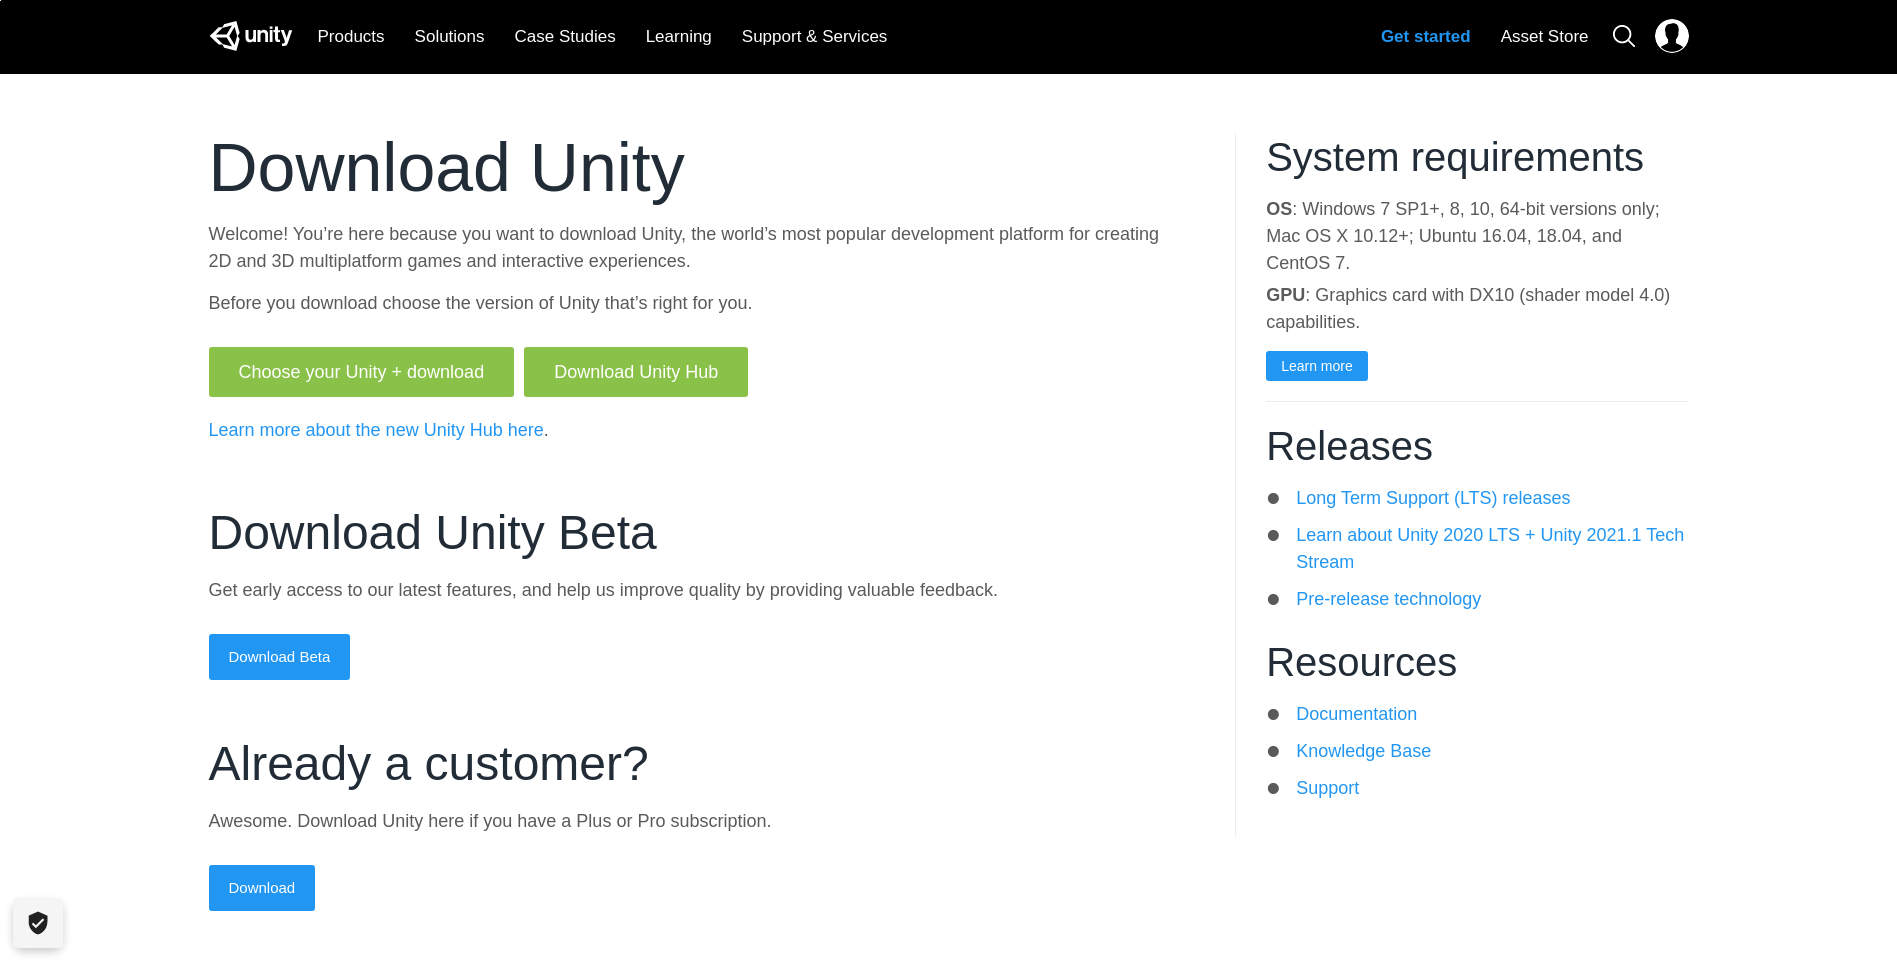 unity
Products
Solutions
Case Studies
Learning
Support & Services
Get started
Asset Store
Download Unity
Welcome! You’re here because you want to download Unity, the world’s most popular development platform for creating
2D and 3D multiplatform games and interactive experiences.
Before you download choose the version of Unity that’s right for you.
Choose your Unity + download
Download Unity Hub
Learn more about the new Unity Hub here.
Download Unity Beta
Get early access to our latest features, and help us improve quality by providing valuable feedback.
Download Beta
Already a customer?
Awesome. Download Unity here if you have a Plus or Pro subscription.
Download
System requirements
OS: Windows 7 SP1+, 8, 10, 64-bit versions only;
Mac OS X 10.12+; Ubuntu 16.04, 18.04, and
CentOS 7.
GPU: Graphics card with DX10 (shader model 4.0)
capabilities.
Learn more
Releases
Long Term Support (LTS) releases
Learn about Unity 2020 LTS + Unity 2021.1 Tech
Stream
Pre-release technology
Resources
Documentation
Knowledge Base
Support